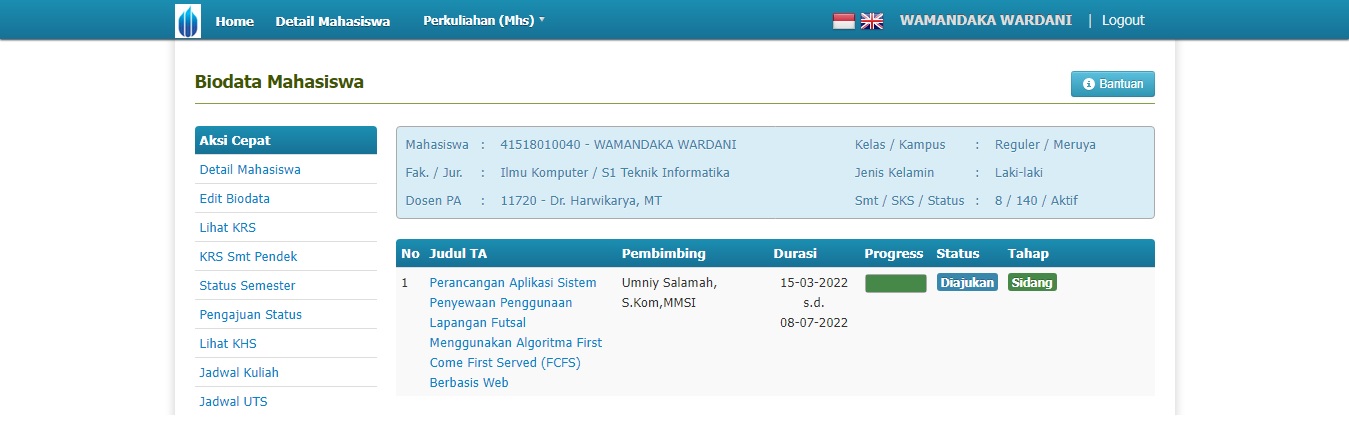 Home Detail Mahasiswa Perkuliahan (Mhs) WAMANDAKA WARDANI | Logout
Biodata Mahasiswa
Bantuan
Aksi Cepat
Detail Mahasiswa
Edit Biodata
Lihat KRS
KRS Smt Pendek
Status Semester
Pengajuan Status
Lihat KHS
Jadwal Kuliah
Jadwal UTS
Mahasiswa : 41518010040 - WAMANDAKA WARDANI Kelas / Kampus : Reguler / Meruya
Fak. / Jur. : Ilmu Komputer / S1 Teknik Informatika Jenis Kelamin : Laki-laki
Dosen PA : 11720 - Dr. Harwikarya, MT Smt / SKS / Status : 8 / 140 / Aktif
No Judul TA Pembimbing Durasi Progress Status Tahap
1 Perancangan Aplikasi Sistem Umniy Salamah, 15-03-2022 Diajukan Sidang
Penyewaan Penggunaan S.Kom,MMSI s.d.
Lapangan Futsal 08-07-2022
Menggunakan Algoritma First
Come First Served (FCFS)
Berbasis Web